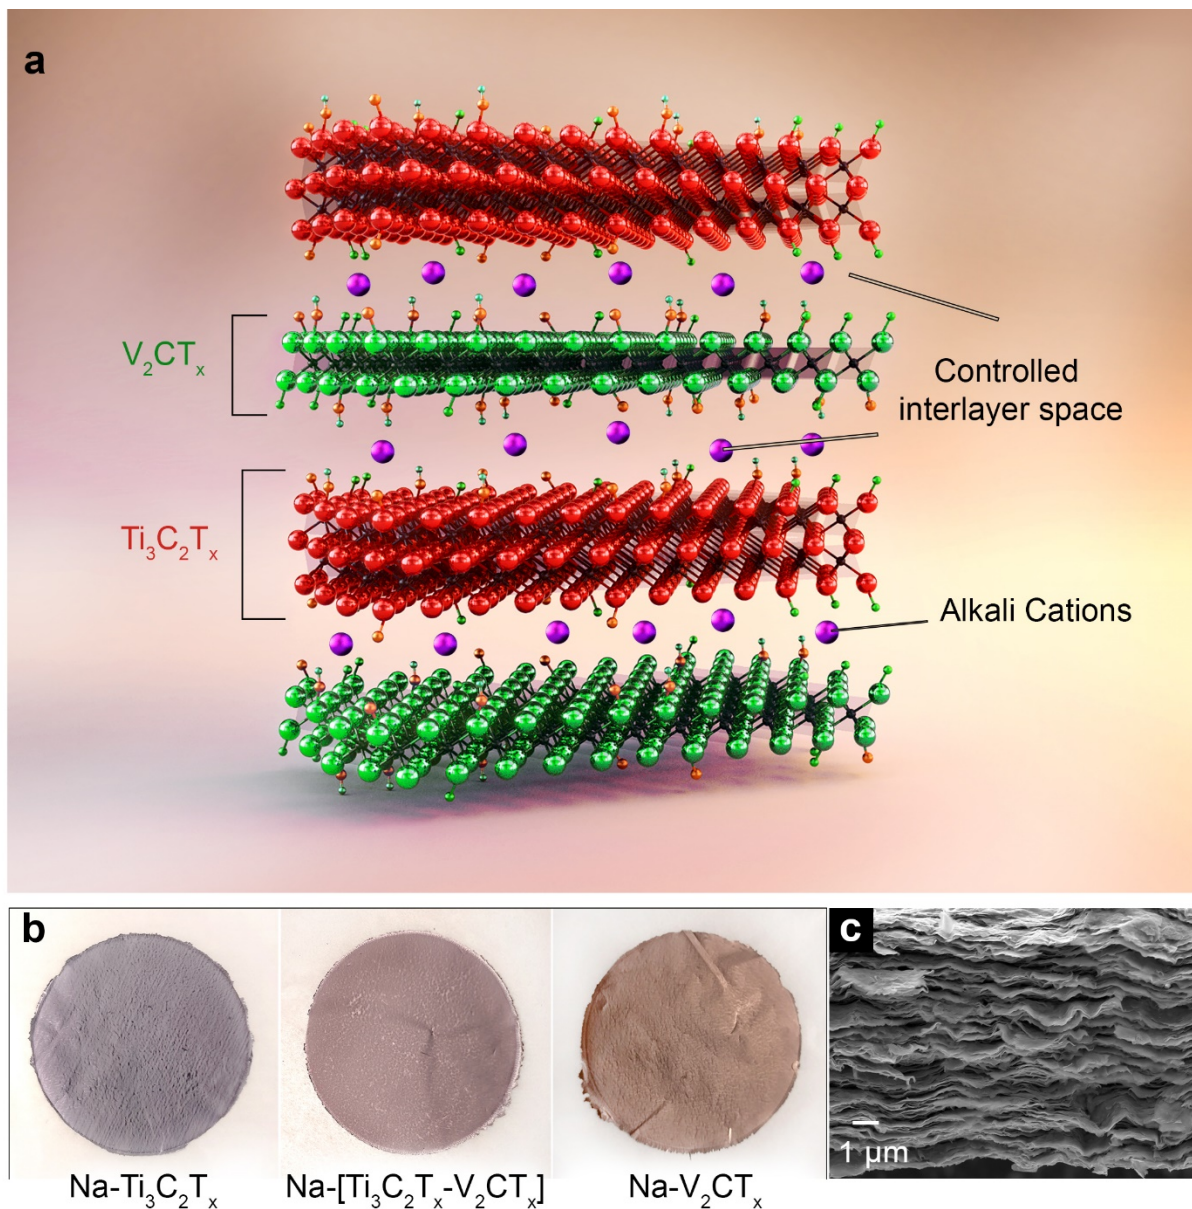 a
V₂CTₓ
Controlled
interlayer space
Ti₃C₂Tₓ
Alkali Cations
b
c
1 μm
Na-Ti₃C₂Tₓ
Na-[Ti₃C₂Tₓ-V₂CTₓ]
Na-V₂CTₓ